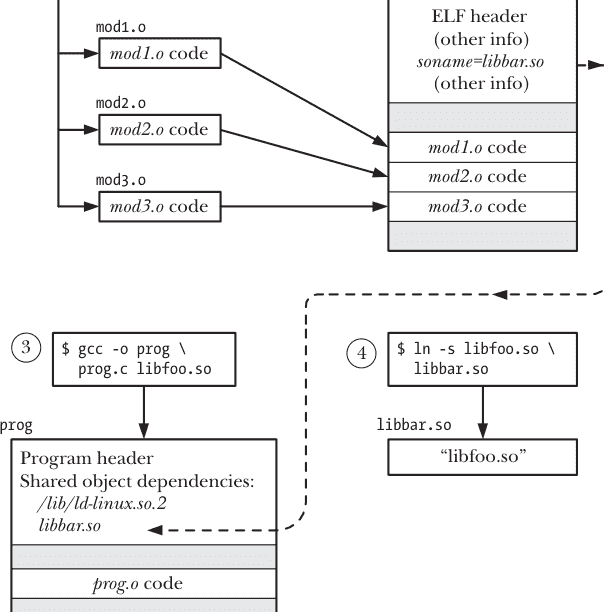 mod1.o
mod1.o code
mod2.o
mod2.o code
mod3.o
mod3.o code
ELF header
(other info)
soname=libbar.so
(other info)
mod1.o code
mod2.o code
mod3.o code
3
$ gcc -o prog \
prog.c libfoo.so
prog
Program header
Shared object dependencies:
/lib/ld-linux.so.2
libbar.so
prog.o code
4
$ ln -s libfoo.so \
libbar.so
libbar.so
“libfoo.so”